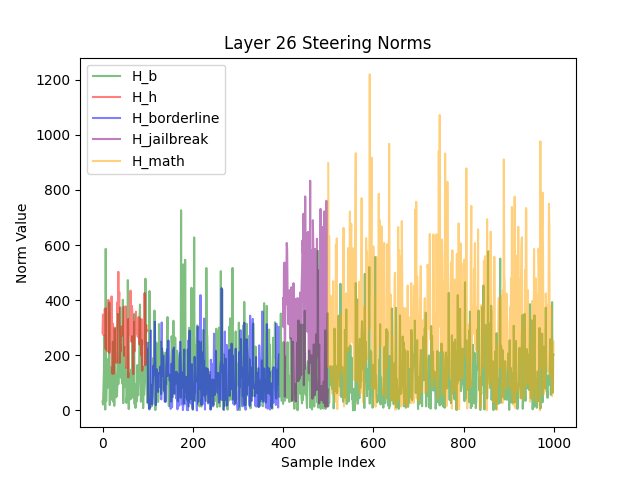 Layer 26 Steering Norms
H_b
H_h
H_borderline
H_jailbreak
H_math
Norm Value
1200
1000
800
600
400
200
0
0
200
400
600
800
1000
Sample Index